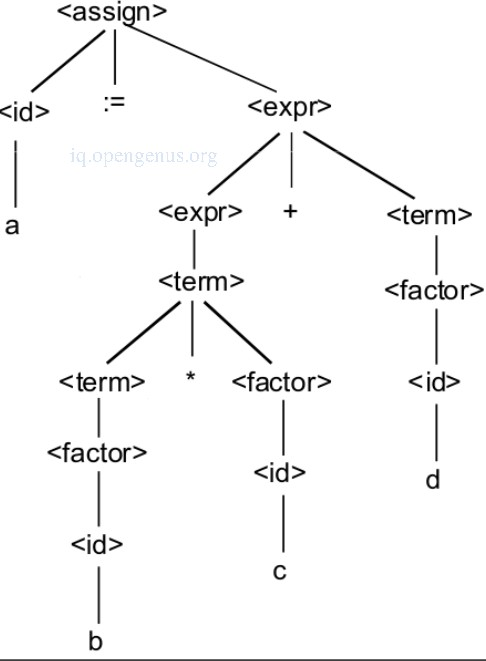 <assign>
<id> := <expr>
iq.opengenus.org
a <expr> + <term>
<term> <factor>
<term> * <factor> <id>
<factor> <id> d
<id> c
b